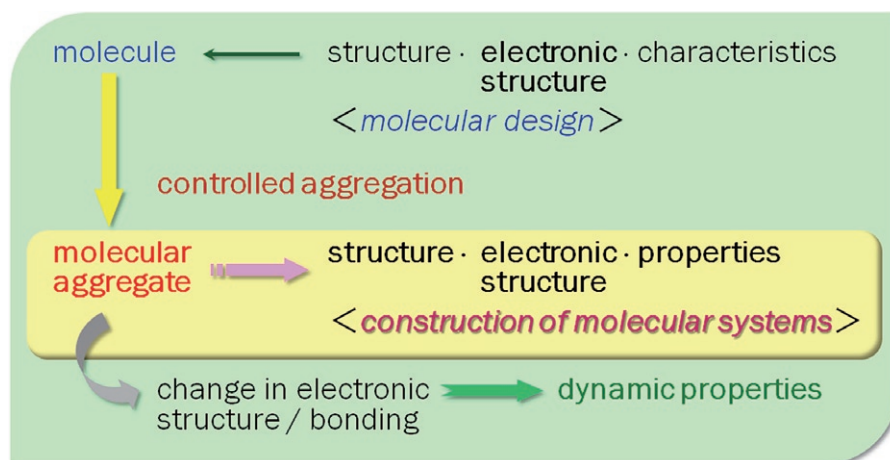 molecule
structure · electronic · characteristics
structure
<molecular design>
controlled aggregation
molecular
aggregate
structure · electronic · properties
structure
<construction of molecular systems>
change in electronic
structure / bonding
dynamic properties